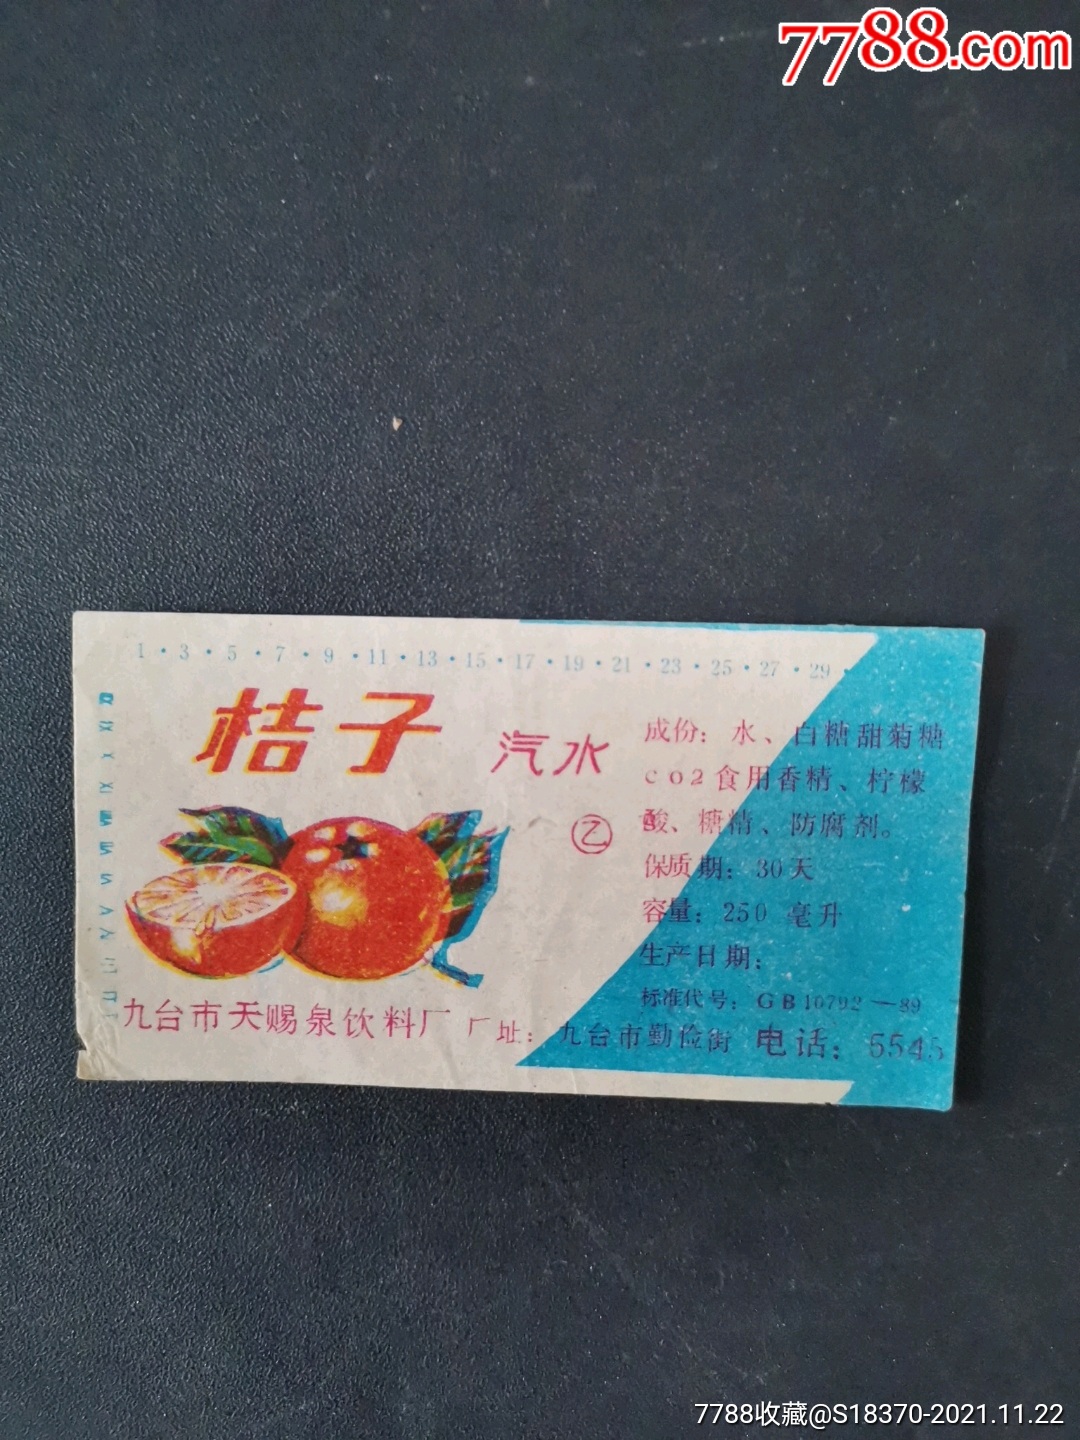 7788.com
1·3·5·7·9·11·13·15·17·19·21·23·25·27·29·
桔子 汽水
乙
成份：水、白糖甜菊糖
co2食用香精、柠檬
酸、糖精、防腐剂。
保质期：30天
容量：250 毫升
生产日期：
标准代号：GB10792—89
九台市天赐泉饮料厂 厂址：九台市勤俭街 电话：5545
7788收藏@S18370-2021.11.22